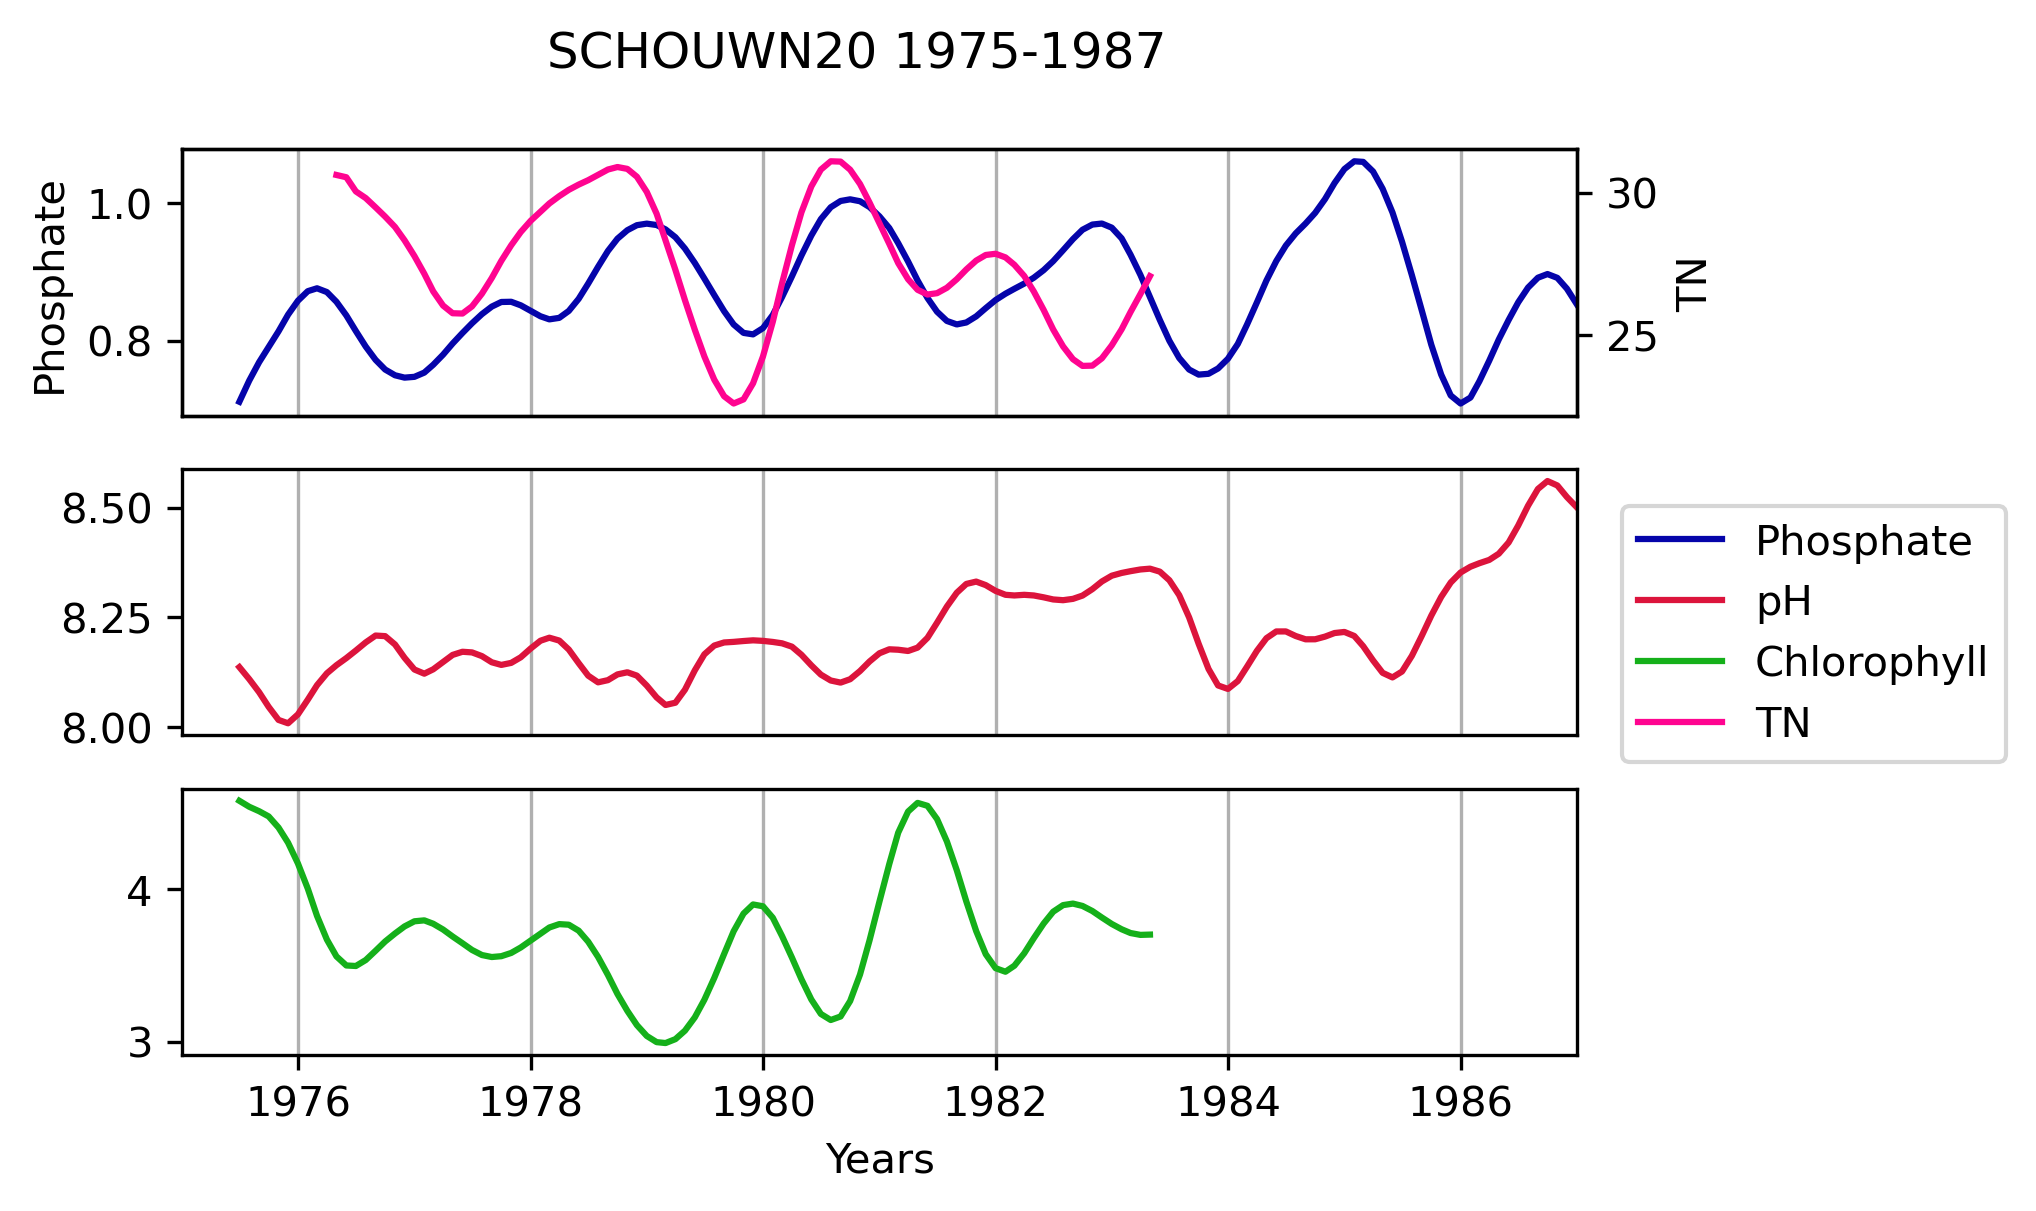 SCHOUWN20 1975-1987
Phosphate
1.0
0.8
30
25
TN
8.50
8.25
8.00
Phosphate
pH
Chlorophyll
TN
4
3
1976 1978 1980 1982 1984 1986
Years